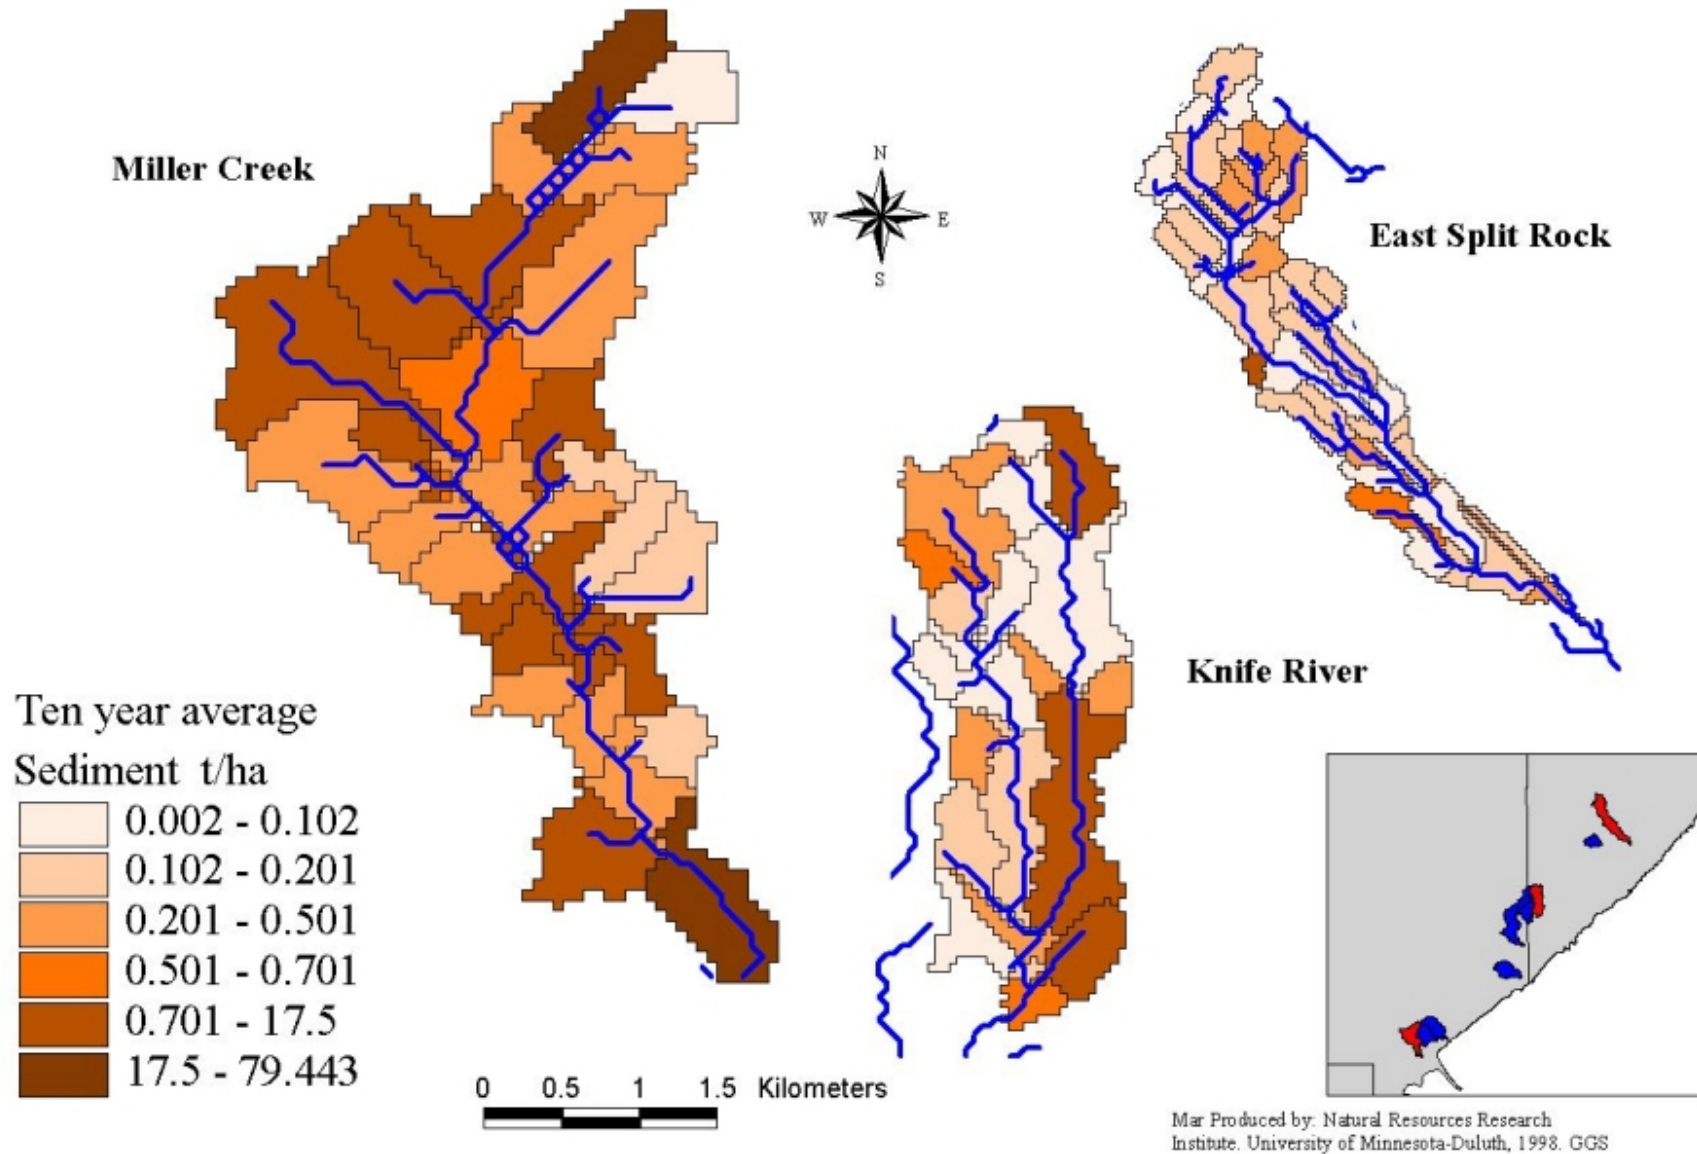 Miller Creek
N
W
E
S
East Split Rock
Knife River
Ten year average
Sediment t/ha
0.002 - 0.102
0.102 - 0.201
0.201 - 0.501
0.501 - 0.701
0.701 - 17.5
17.5 - 79.443
0 0.5 1 1.5 Kilometers
Mar Produced by: Natural Resources Research
Institute. University of Minnesota-Duluth, 1998. GGS